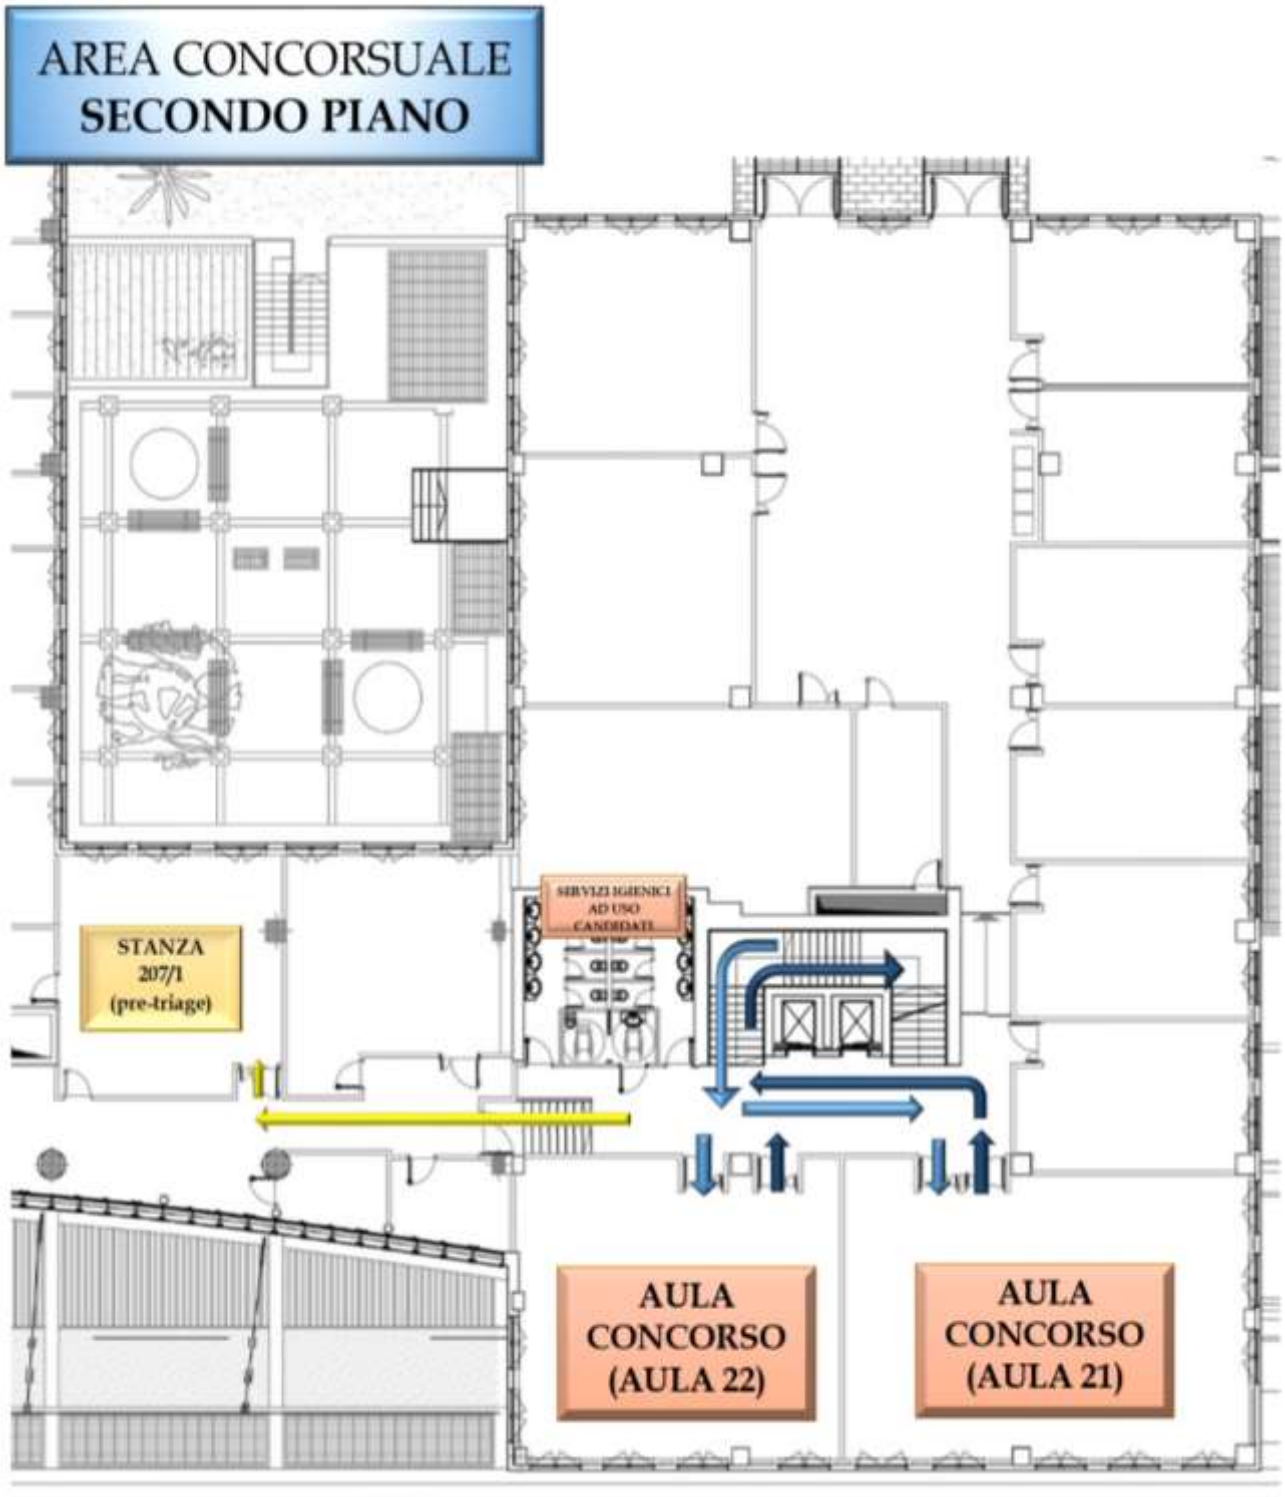 AREA CONCORSUALE
SECONDO PIANO
SERVIZI IGIENICI
AD USO
CANDIDATI
STANZA
207/1
(pre-triage)
AULA
CONCORSO
(AULA 22)
AULA
CONCORSO
(AULA 21)